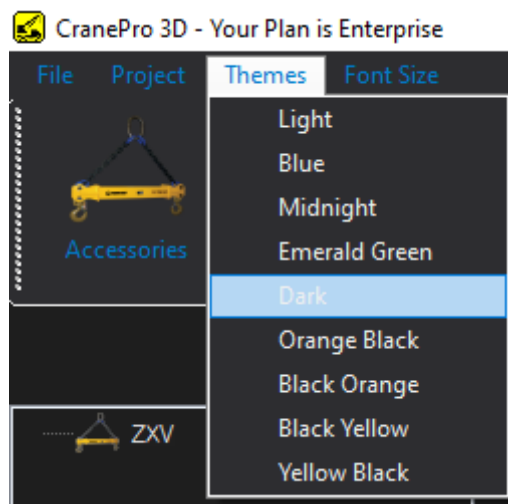 CranePro 3D - Your Plan is Enterprise
File Project Themes Font Size
Accessories
Light
Blue
Midnight
Emerald Green
Dark
Orange Black
Black Orange
Black Yellow
Yellow Black
ZXV